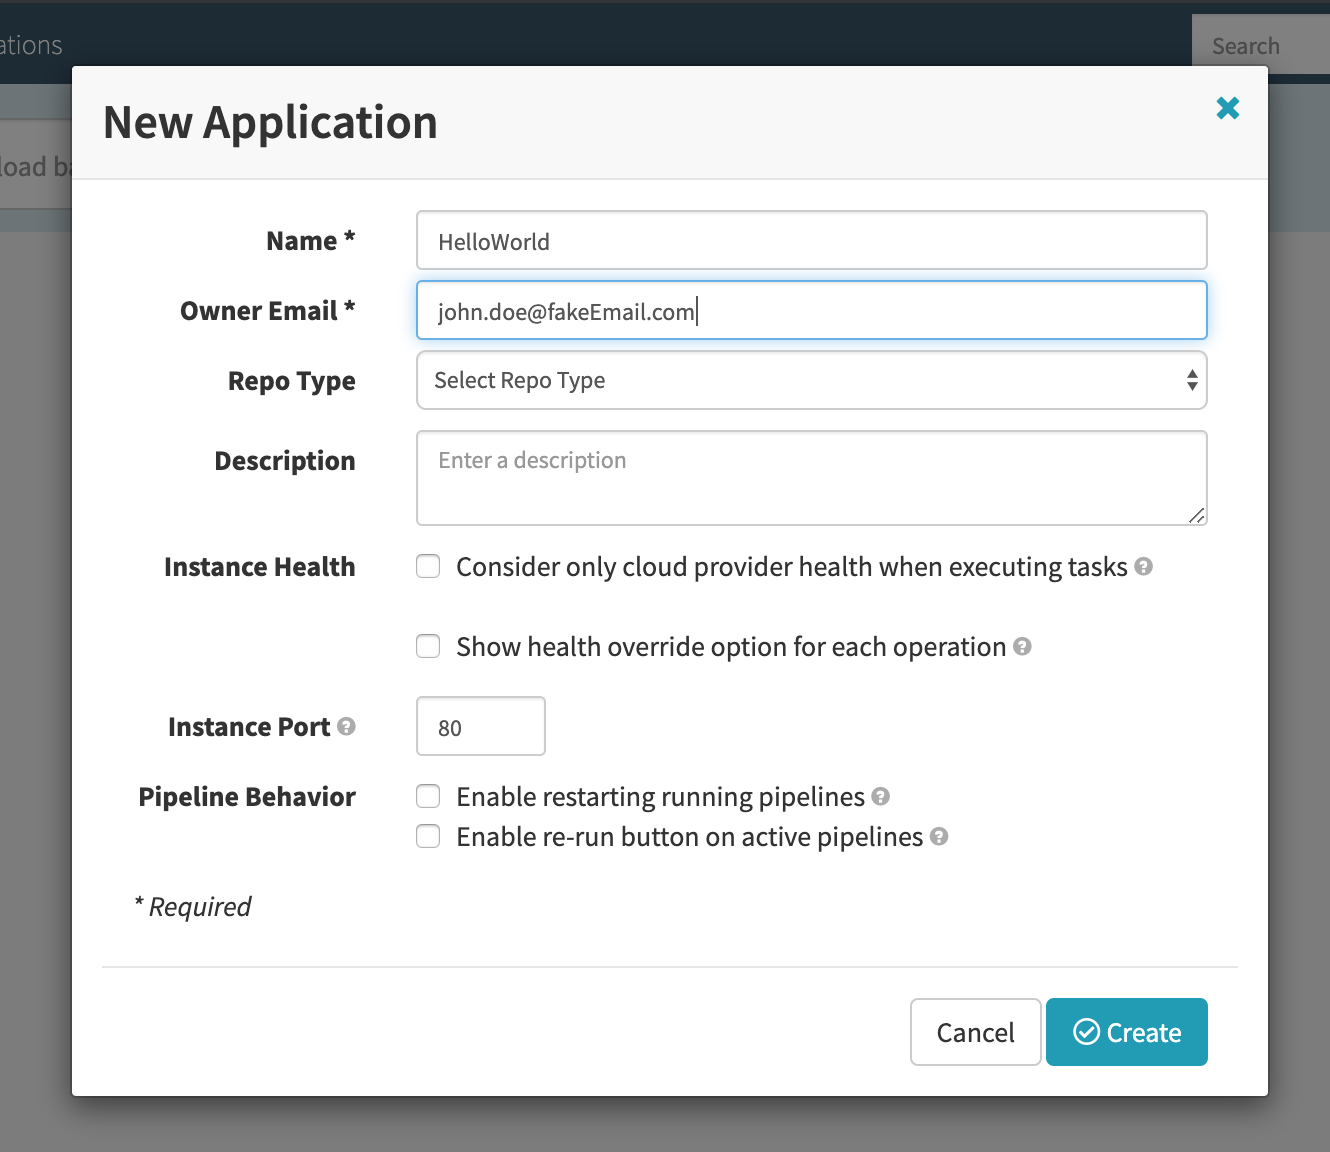 ations
Search
New Application
load ba
Name *
HelloWorld
Owner Email *
john.doe@fakeEmail.com
Repo Type
Select Repo Type
Description
Enter a description
Instance Health
Consider only cloud provider health when executing tasks ?
Show health override option for each operation ?
Instance Port ?
80
Pipeline Behavior
Enable restarting running pipelines ?
Enable re-run button on active pipelines ?
* Required
Cancel
Create